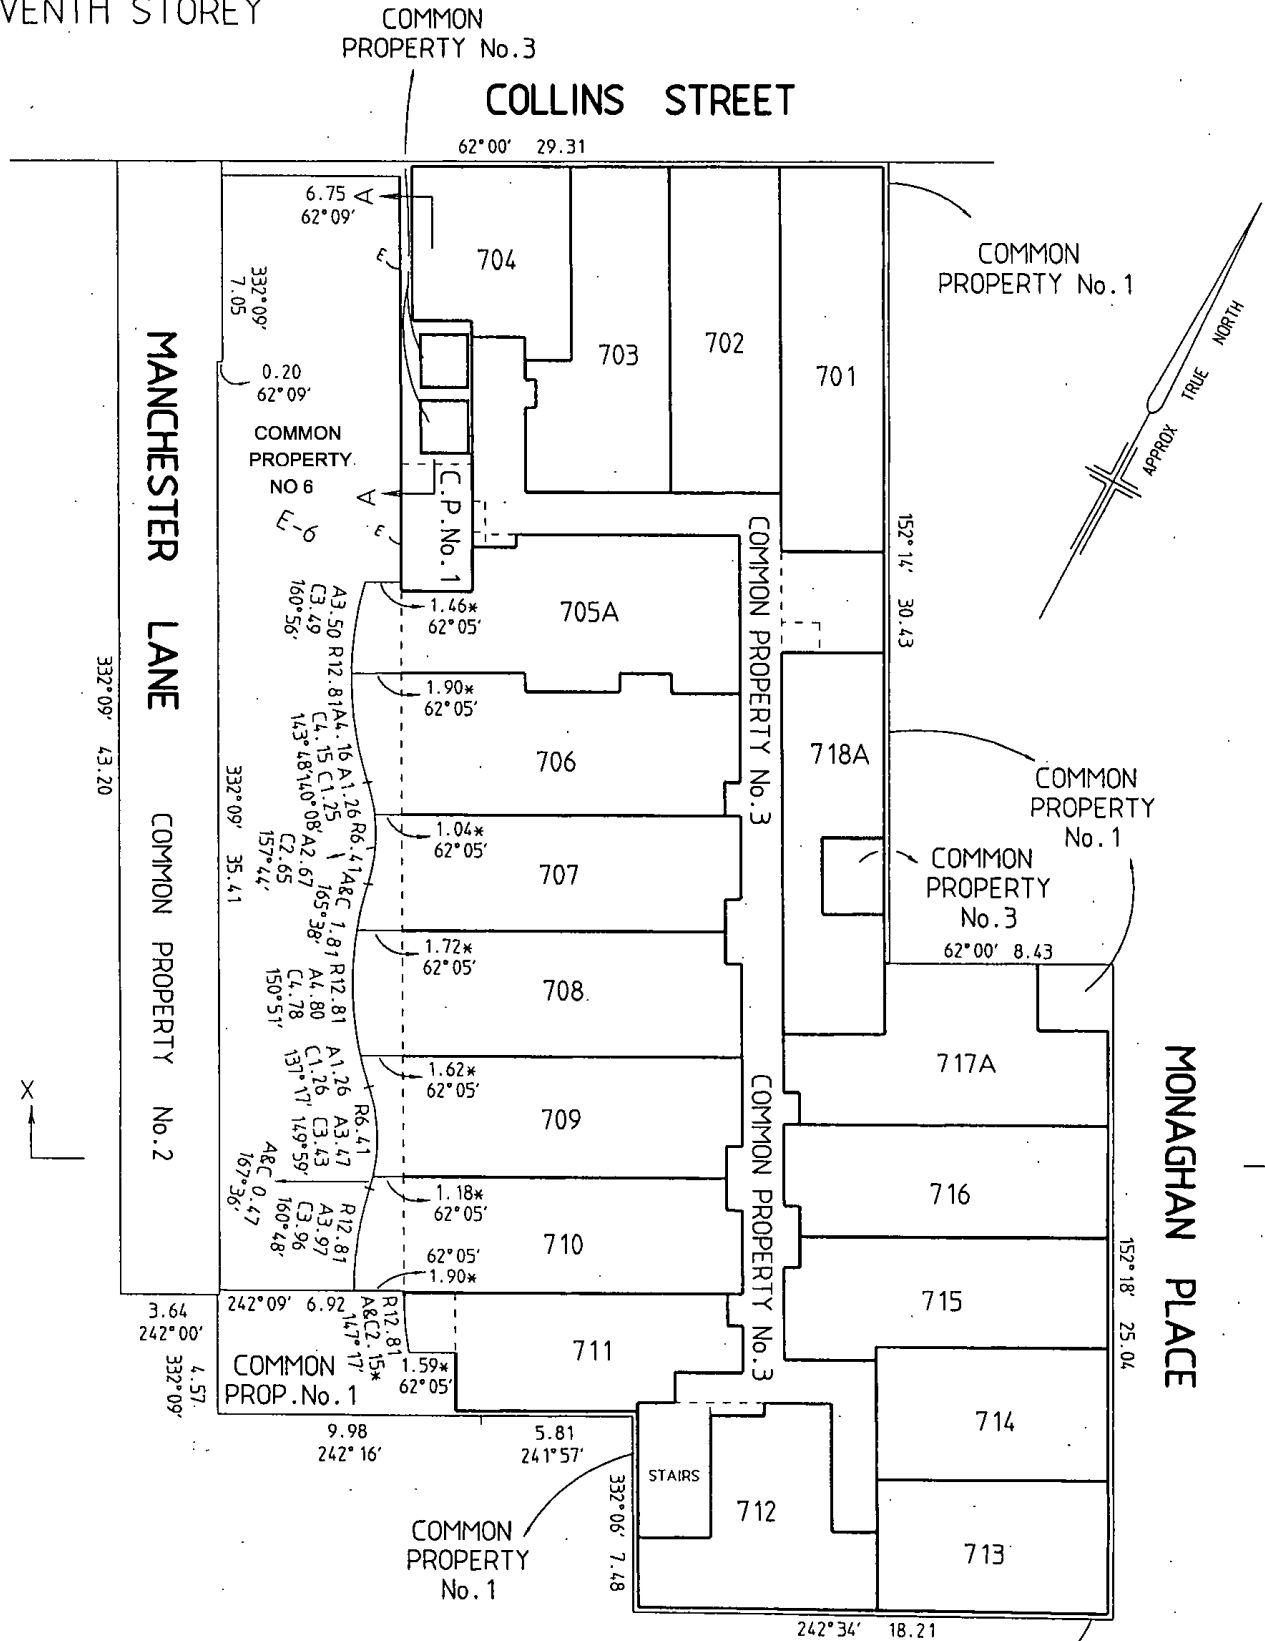 VENTH STOREY
COMMON
PROPERTY No.3
COLLINS STREET
62°00' 29.31
6.75
62°09'
A
E
704
703
702
701
COMMON
PROPERTY No.1
APPROX TRUE NORTH
332°09'
7.05
0.20
62°09'
COMMON
PROPERTY.
NO 6
E-6
A
E
C.P.No.1
MANCHESTER LANE
COMMON PROPERTY No.2
332°09' 43.20
332°09' 35.41
152°14' 30.43
COMMON PROPERTY No.3
1.46*
62°05'
705A
A3.50 R12.81
C3.49
160°56'
1.90*
62°05'
706
A4.16 A1.26 R6.41
C4.15 C1.25
143°48' 140°08'
718A
COMMON
PROPERTY
No.1
1.04*
62°05'
707
A2.67
C2.65
157°44'
A&C 1.81
165°38'
COMMON
PROPERTY
No.3
62°00' 8.43
1.72*
62°05'
708
R12.81
A4.80
C4.78
150°51'
1.62*
62°05'
709
A1.26 A3.47
C1.26 C3.43
137°17' 149°59'
R6.41
COMMON PROPERTY No.3
717A
MONAGHAN PLACE
X
A&C 0.47
167°36'
1.18*
62°05'
710
R12.81
A3.97
C3.96
160°48'
62°05'
1.90*
716
715
152°18' 25.04
3.64
242°00'
242°09' 6.92
R12.81
A&C2.15*
147°17'
1.59*
62°05'
711
4.57
332°09'
COMMON
PROP.No.1
9.98
242°16'
5.81
241°57'
714
STAIRS
712
713
332°06' 7.48
COMMON
PROPERTY
No.1
242°34' 18.21